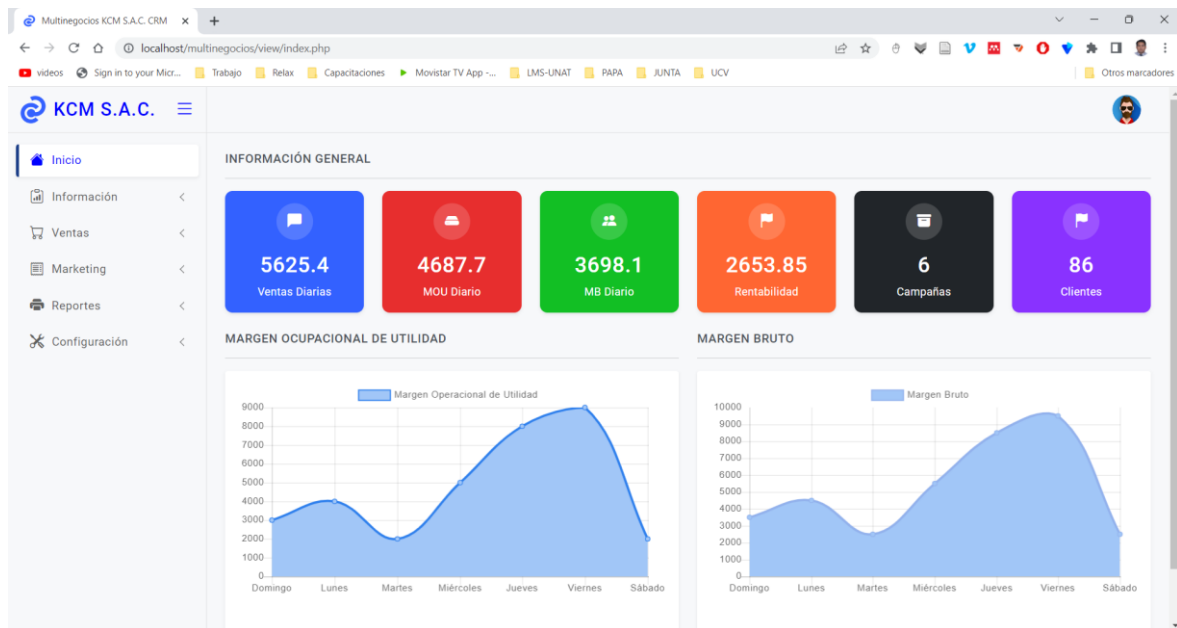 Multinegocios KCM S.A.C. CRM
localhost/multinegocios/view/index.php
videos Sign in to your Micr... Trabajo Relax Capacitaciones Movistar TV App -... LMS-UNAT PAPA JUNTA UCV Otros marcadores
KCM S.A.C.
Inicio
Información
Ventas
Marketing
Reportes
Configuración
INFORMACIÓN GENERAL
5625.4 4687.7 3698.1 2653.85 6 86
Ventas Diarias MOU Diario MB Diario Rentabilidad Campañas Clientes
MARGEN OCUPACIONAL DE UTILIDAD
Margen Operacional de Utilidad
9000
8000
7000
6000
5000
4000
3000
2000
1000
0
Domingo Lunes Martes Miércoles Jueves Viernes Sábado
MARGEN BRUTO
Margen Bruto
10000
9000
8000
7000
6000
5000
4000
3000
2000
1000
0
Domingo Lunes Martes Miércoles Jueves Viernes Sábado